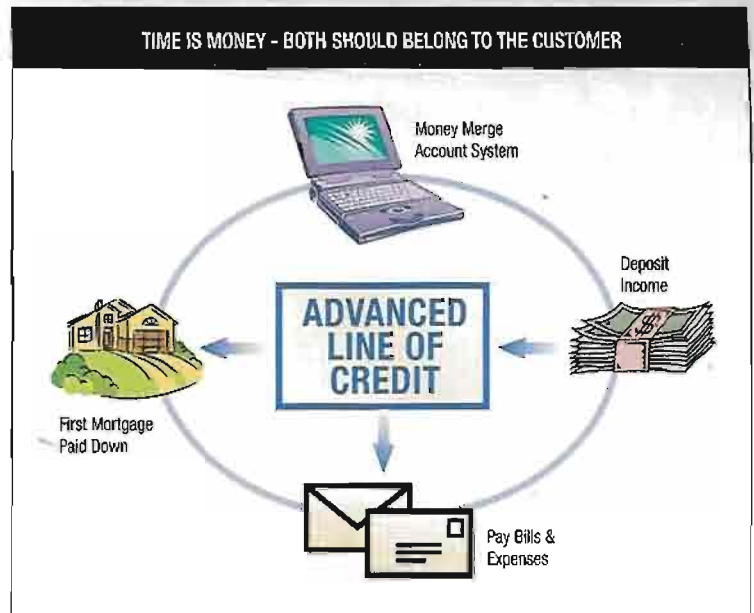 TIME IS MONEY - BOTH SHOULD BELONG TO THE CUSTOMER
Money Merge
Account System
Deposit
Income
$$
ADVANCED
LINE OF
CREDIT
First Mortgage
Paid Down
Pay Bills &
Expenses